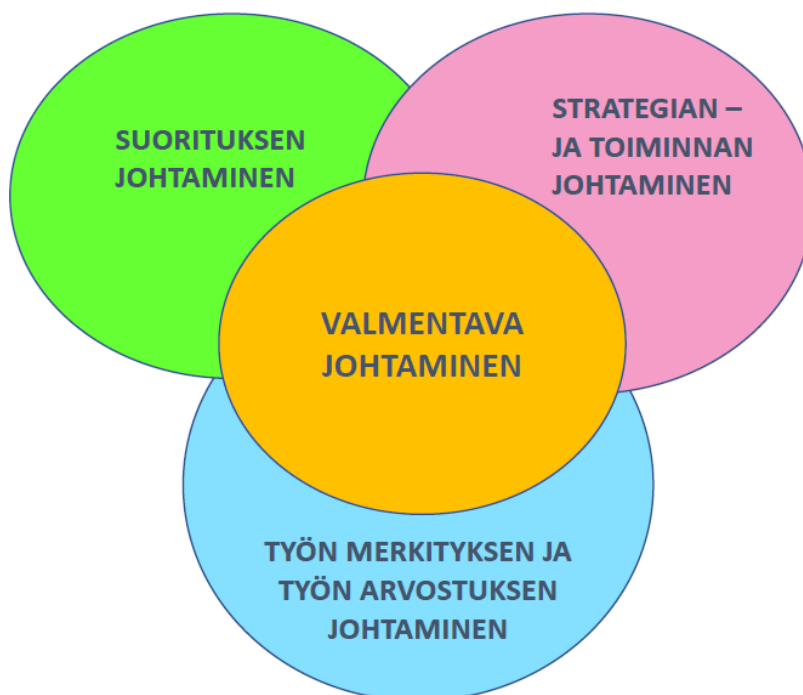 SUORITUKSEN
JOHTAMINEN
STRATEGIAN –
JA TOIMINNAN
JOHTAMINEN
VALMENTAVA
JOHTAMINEN
TYÖN MERKITYKSEN JA
TYÖN ARVOSTUKSEN
JOHTAMINEN